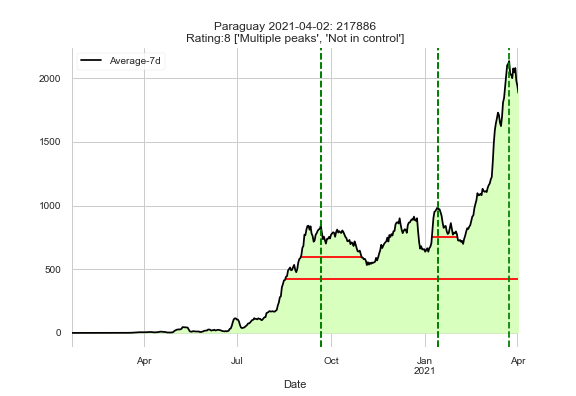 Paraguay 2021-04-02: 217886
Rating:8 ['Multiple peaks', 'Not in control']
Average-7d
2000
1500
1000
500
0
Apr
Jul
Oct
Jan
2021
Apr
Date